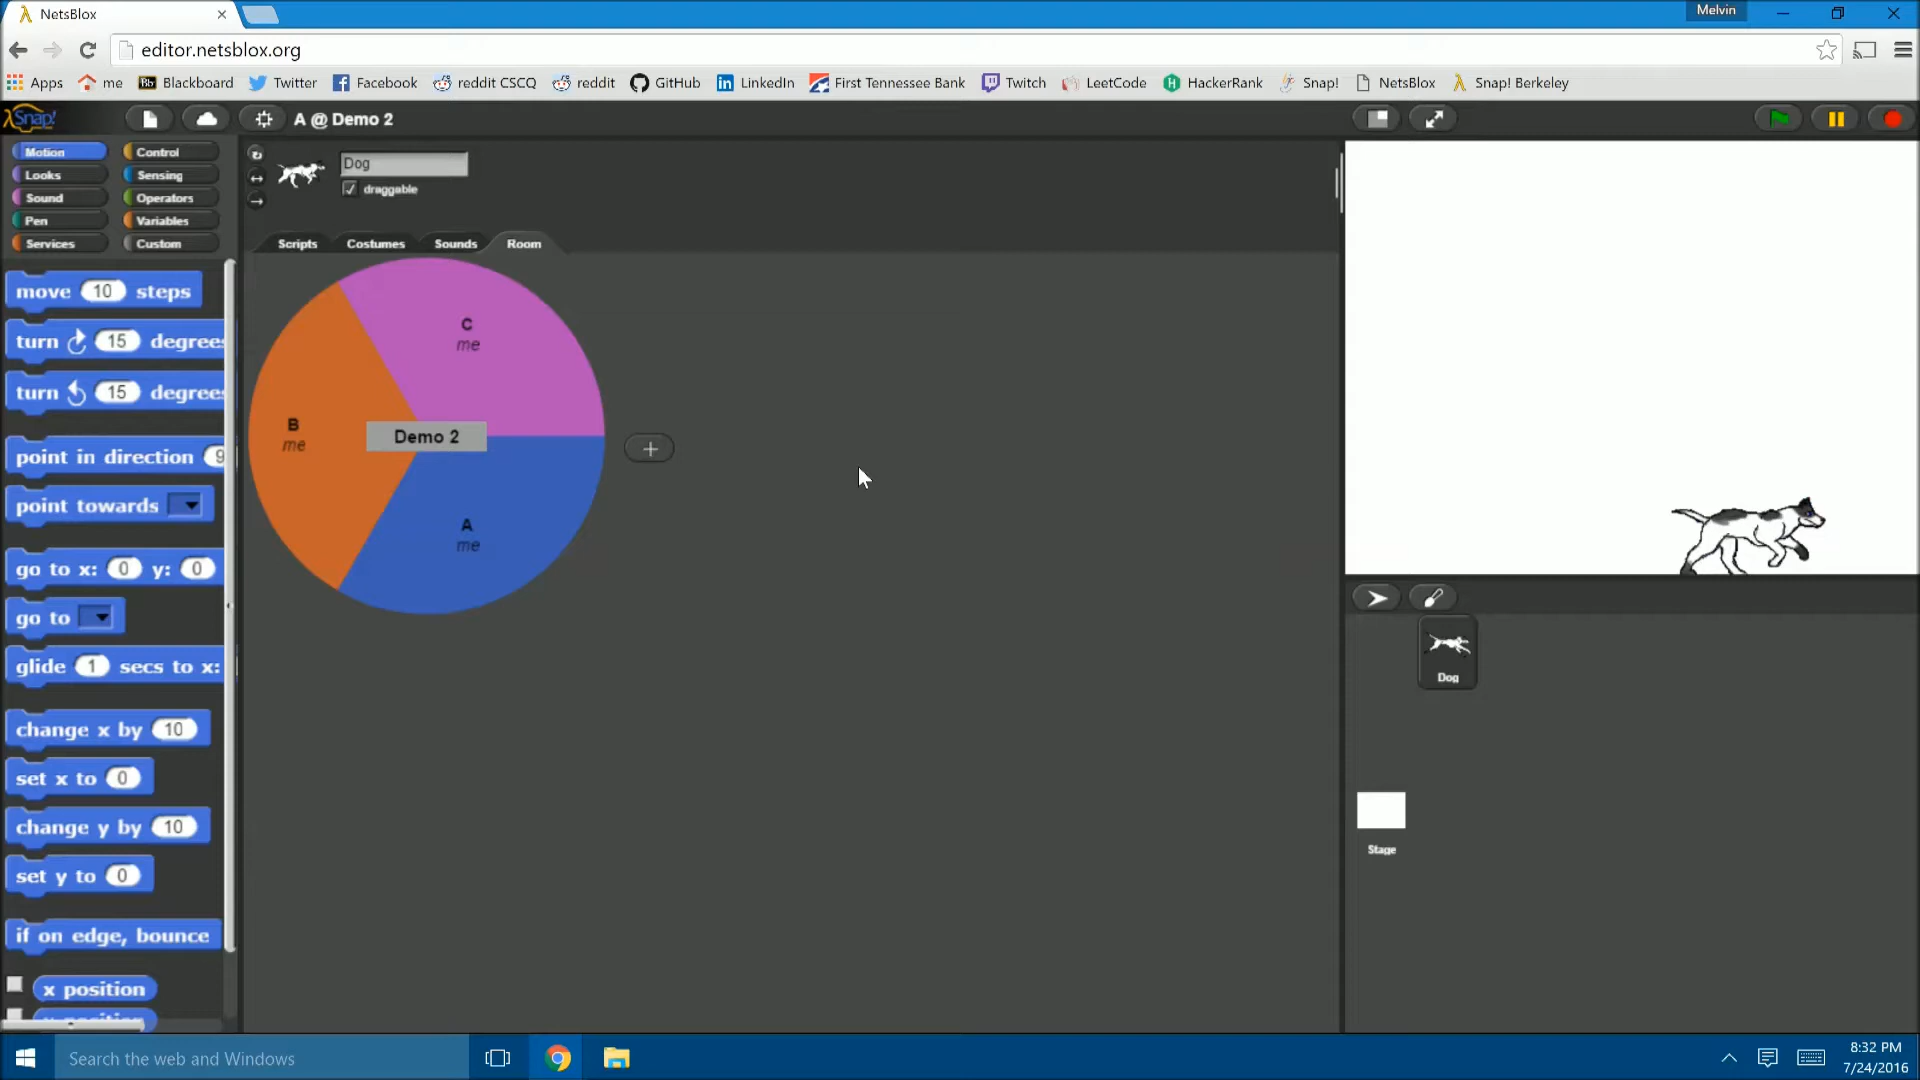 NetsBlox
Melvin
editor.netsblox.org
Apps me Blackboard Twitter Facebook reddit CSCQ reddit GitHub LinkedIn First Tennessee Bank Twitch LeetCode HackerRank Snap! NetsBlox Snap! Berkeley
Snap! A @ Demo 2
Motion Control
Looks Sensing
Sound Operators
Pen Variables
Services Custom
Dog
draggable
Scripts Costumes Sounds Room
move 10 steps
turn 15 degrees
turn 15 degrees
point in direction 9
point towards
go to x: 0 y: 0
go to
glide 1 secs to x:
change x by 10
set x to 0
change y by 10
set y to 0
if on edge, bounce
x position
C
me
B
me
Demo 2
A
me
+
Dog
Stage
Search the web and Windows
8:32 PM
7/24/2016